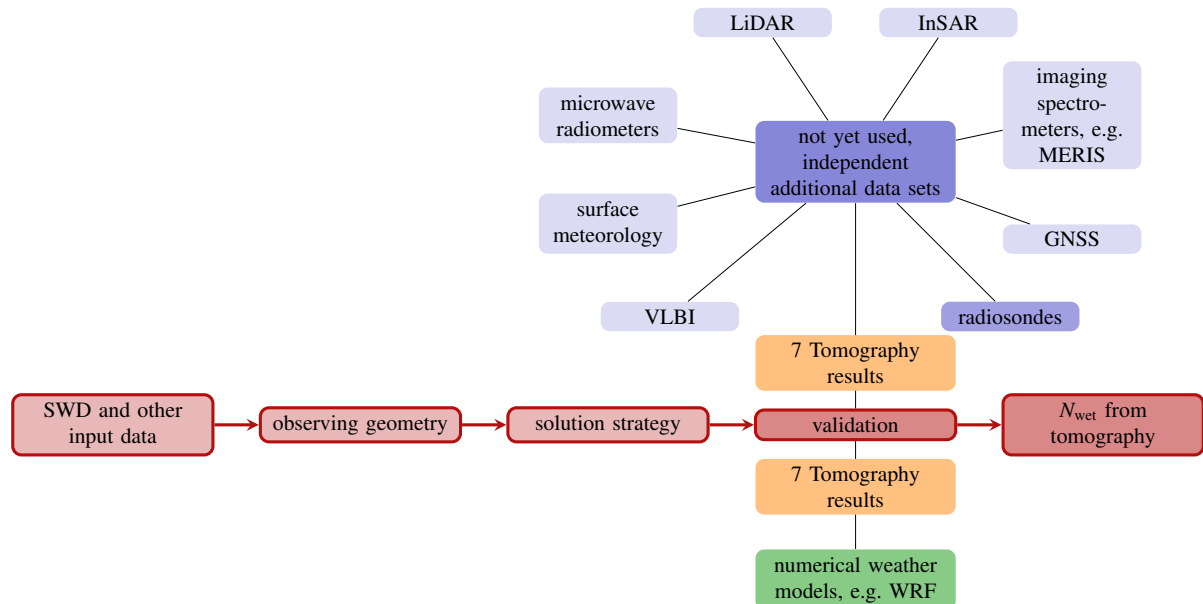 LiDAR
InSAR
imaging
spectro-
meters, e.g.
MERIS
microwave
radiometers
not yet used,
independent
additional data sets
surface
meteorology
GNSS
VLBI
radiosondes
7 Tomography
results
SWD and other
input data
observing geometry
solution strategy
validation
N_wet from
tomography
7 Tomography
results
numerical weather
models, e.g. WRF